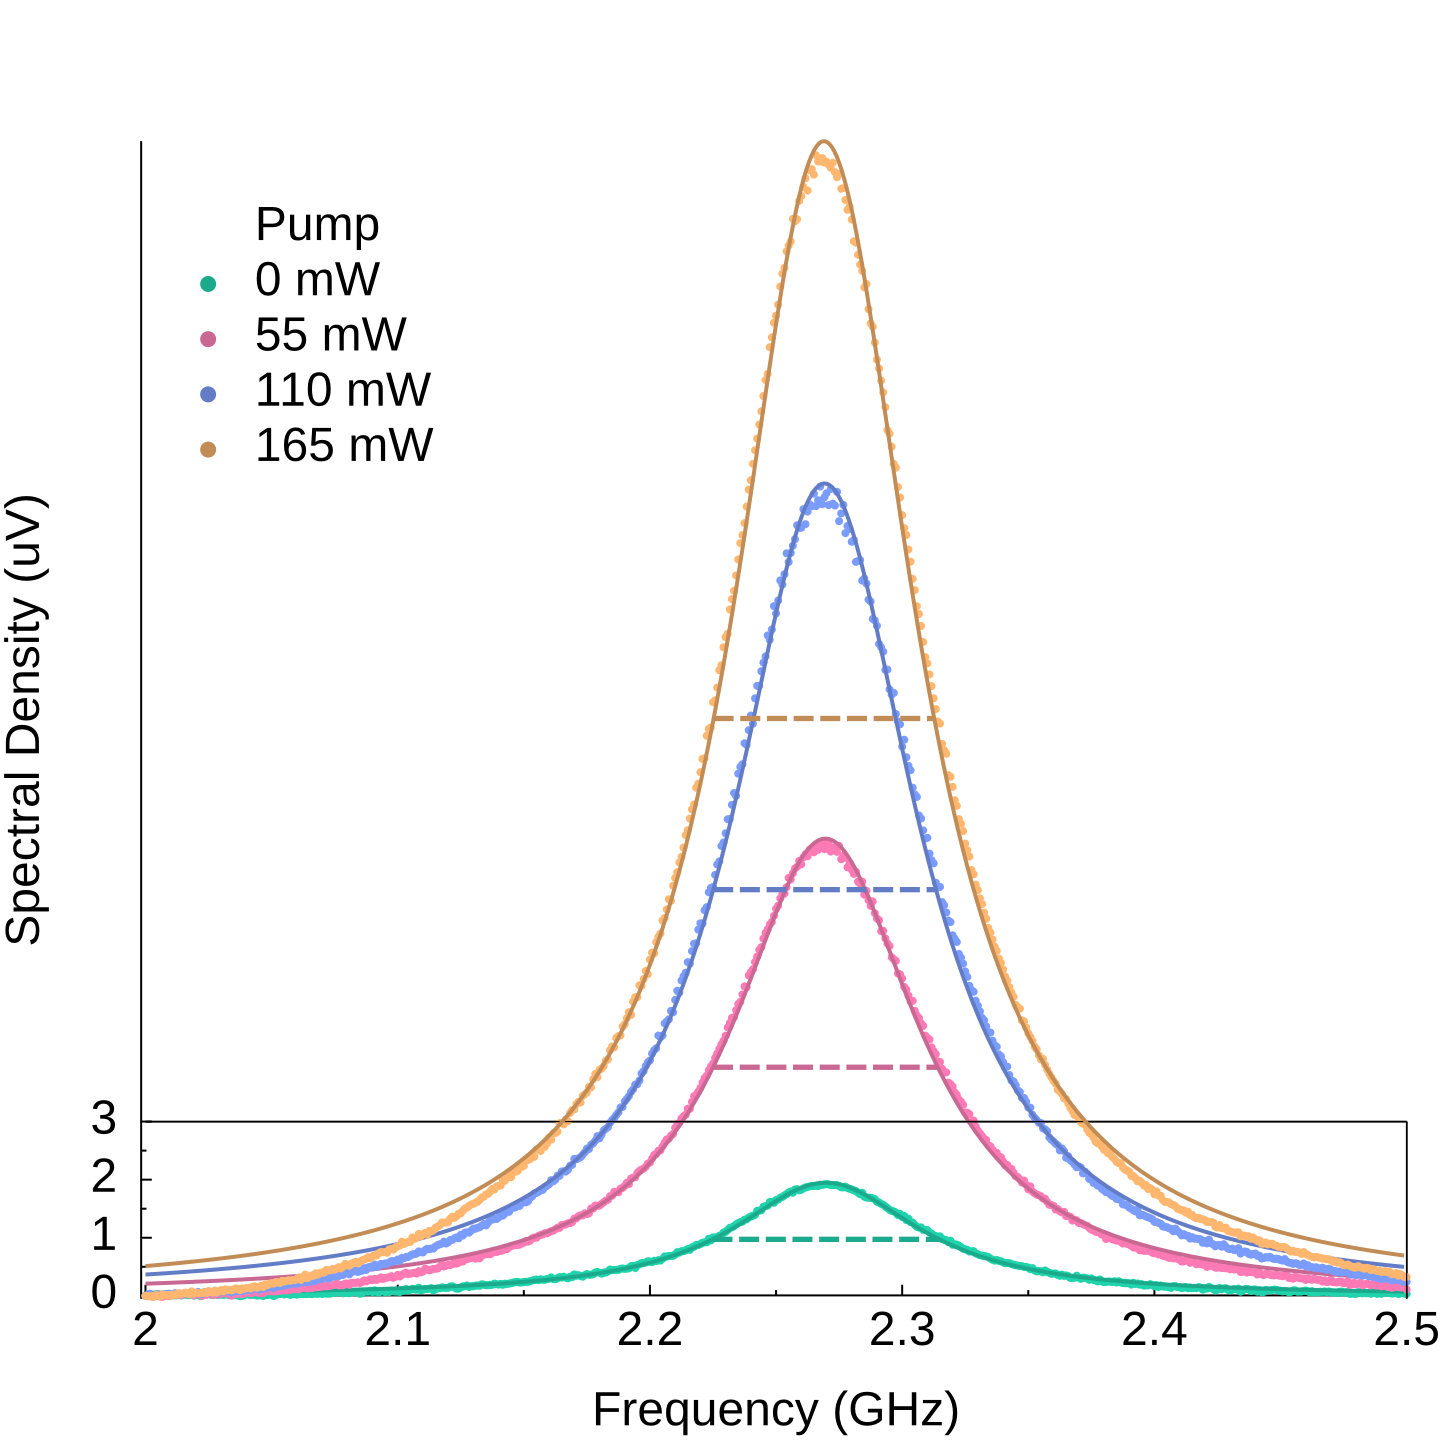 Pump
0 mW
55 mW
110 mW
165 mW
Spectral Density (uV)
3
2
1
0
2 2.1 2.2 2.3 2.4 2.5
Frequency (GHz)